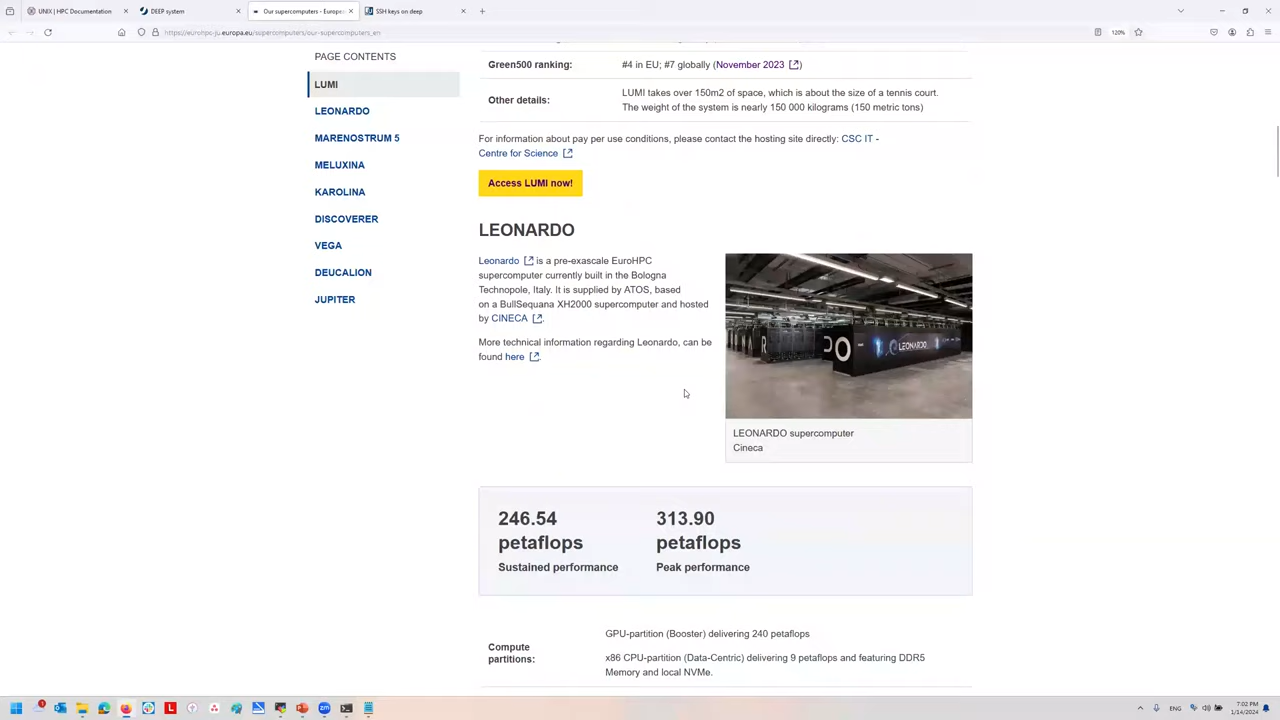 UNIX | HPC Documentation
DEEP system
Our supercomputers - Europea
SSH keys on deep
https://eurohpc-ju.europa.eu/supercomputers/our-supercomputers_en
120%
PAGE CONTENTS
LUMI
LEONARDO
MARENOSTRUM 5
MELUXINA
KAROLINA
DISCOVERER
VEGA
DEUCALION
JUPITER
Green500 ranking:
#4 in EU; #7 globally (November 2023)
Other details:
LUMI takes over 150m2 of space, which is about the size of a tennis court.
The weight of the system is nearly 150 000 kilograms (150 metric tons)
For information about pay per use conditions, please contact the hosting site directly: CSC IT -
Centre for Science
Access LUMI now!
LEONARDO
Leonardo is a pre-exascale EuroHPC
supercomputer currently built in the Bologna
Technopole, Italy. It is supplied by ATOS, based
on a BullSequana XH2000 supercomputer and hosted
by CINECA.
More technical information regarding Leonardo, can be
found here.
LEONARDO
LEONARDO supercomputer
Cineca
246.54
petaflops
Sustained performance
313.90
petaflops
Peak performance
Compute
partitions:
GPU-partition (Booster) delivering 240 petaflops
x86 CPU-partition (Data-Centric) delivering 9 petaflops and featuring DDR5
Memory and local NVMe.
ENG
7:02 PM
1/14/2024